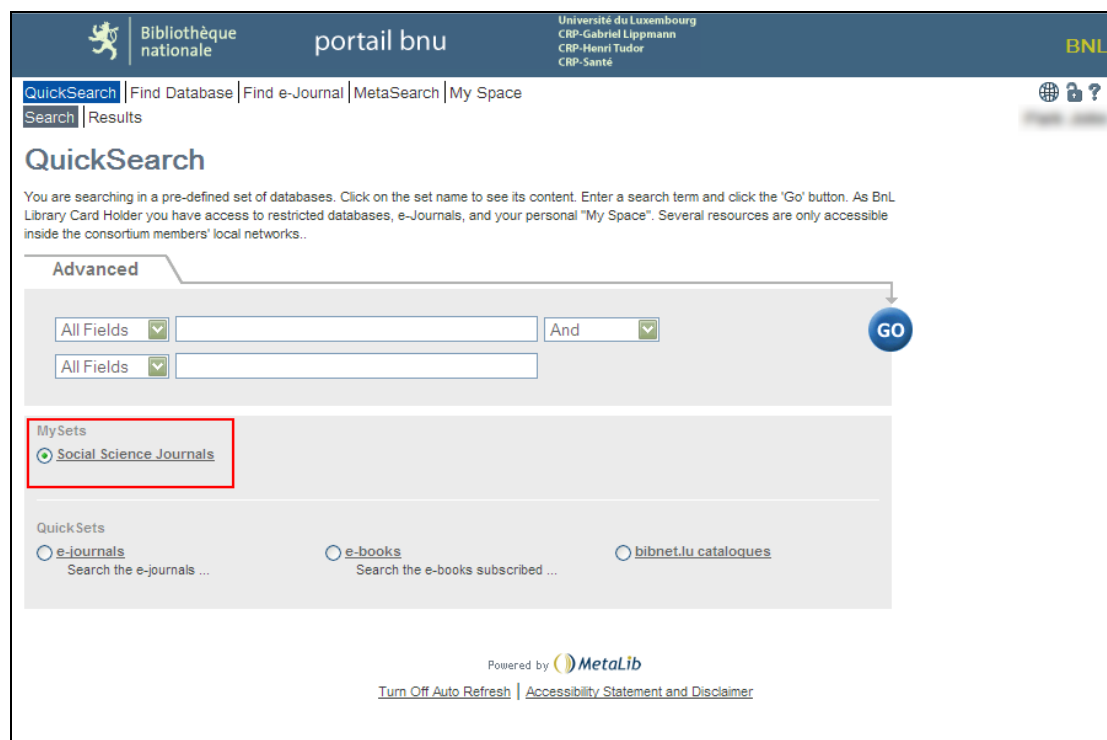 Bibliothèque
nationale
portail bnu
Université du Luxembourg
CRP-Gabriel Lippmann
CRP-Henri Tudor
CRP-Santé
BNL
QuickSearch Find Database Find e-Journal MetaSearch My Space
Search Results
QuickSearch
You are searching in a pre-defined set of databases. Click on the set name to see its content. Enter a search term and click the 'Go' button. As BnL
Library Card Holder you have access to restricted databases, e-Journals, and your personal "My Space". Several resources are only accessible
inside the consortium members' local networks..
Advanced
All Fields And GO
All Fields
MySets
Social Science Journals
QuickSets
e-journals e-books bibnet.lu catalogues
Search the e-journals ... Search the e-books subscribed ...
Powered by MetaLib
Turn Off Auto Refresh | Accessibility Statement and Disclaimer